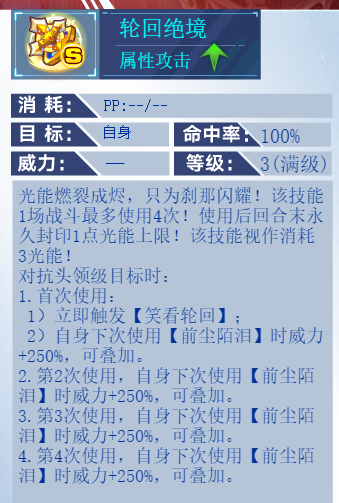 轮回绝境
属性攻击
S
消 耗： PP:--/--
目 标： 自身 命中率： 100%
威力： —— 等级： 3(满级)
光能燃裂成烬，只为刹那闪耀！该技能
1场战斗最多使用4次！使用后回合末永
久封印1点光能上限！该技能视作消耗
3光能！
对抗头领级目标时：
1.首次使用：
1）立即触发【笑看轮回】；
2）自身下次使用【前尘陌泪】时威力
+250%，可叠加。
2.第2次使用，自身下次使用【前尘陌
泪】时威力+250%，可叠加。
3.第3次使用，自身下次使用【前尘陌
泪】时威力+250%，可叠加。
4.第4次使用，自身下次使用【前尘陌
泪】时威力+250%，可叠加。